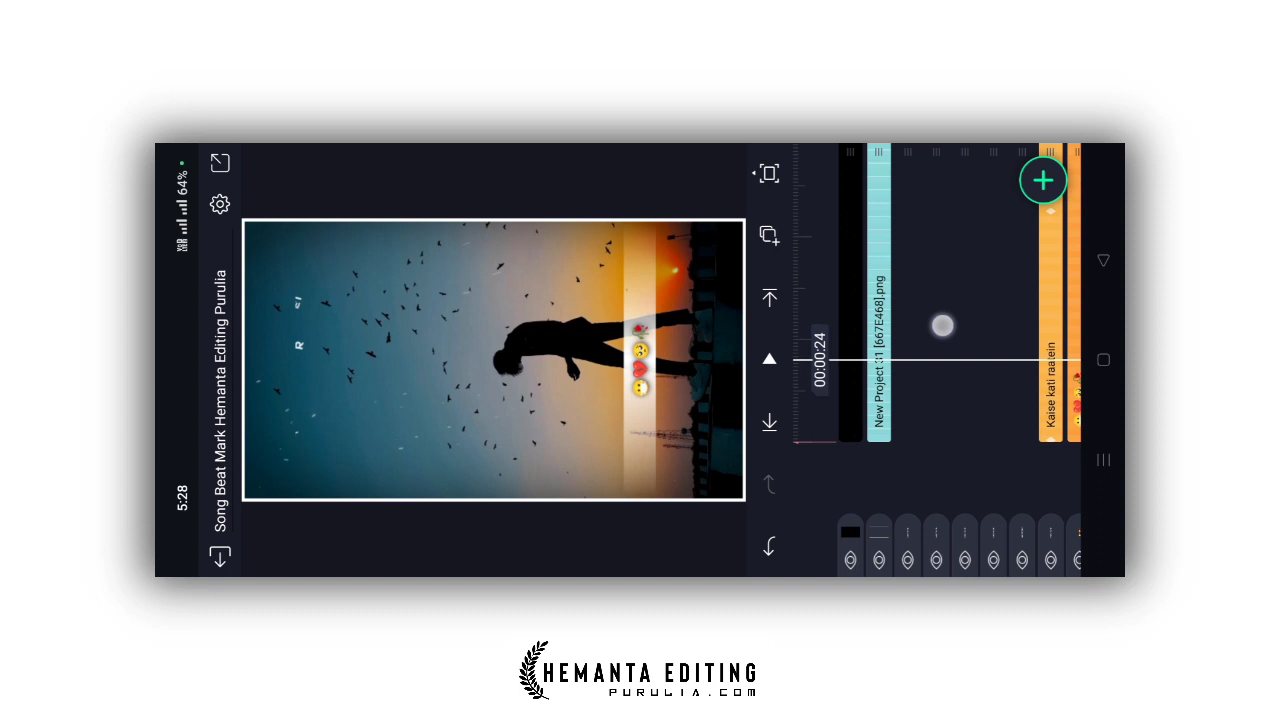 5:28
64%
Song Beat Mark Hemanta Editing Purulia
R
00:00:24
New Project 31 [667E468].png
Kaise kati raatein
HEMANTA EDITING
PURULIA.COM